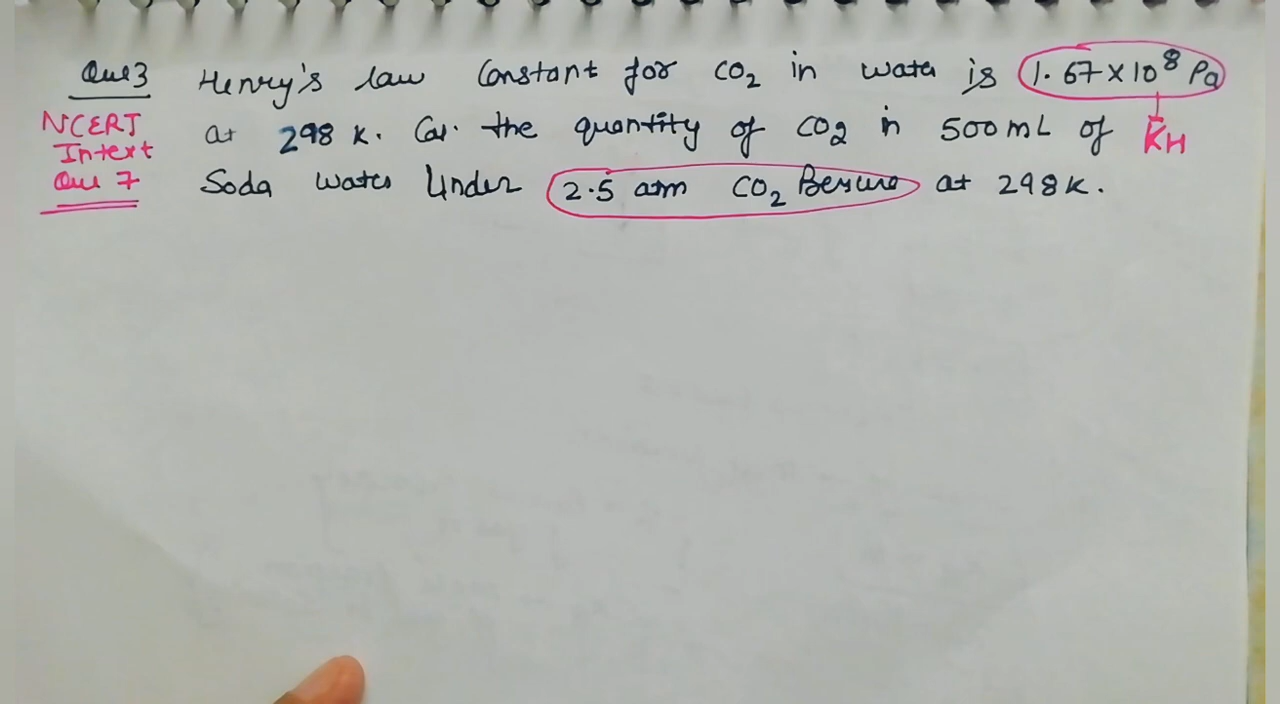 Que 3 Henry's law Constant for CO2 in water is 1.67×10^8 Pa
NCERT Intext Que 7
at 298 K. Cal. the quantity of CO2 in 500 mL of KH
Soda water Under 2.5 atm CO2 Pressure at 298 K.